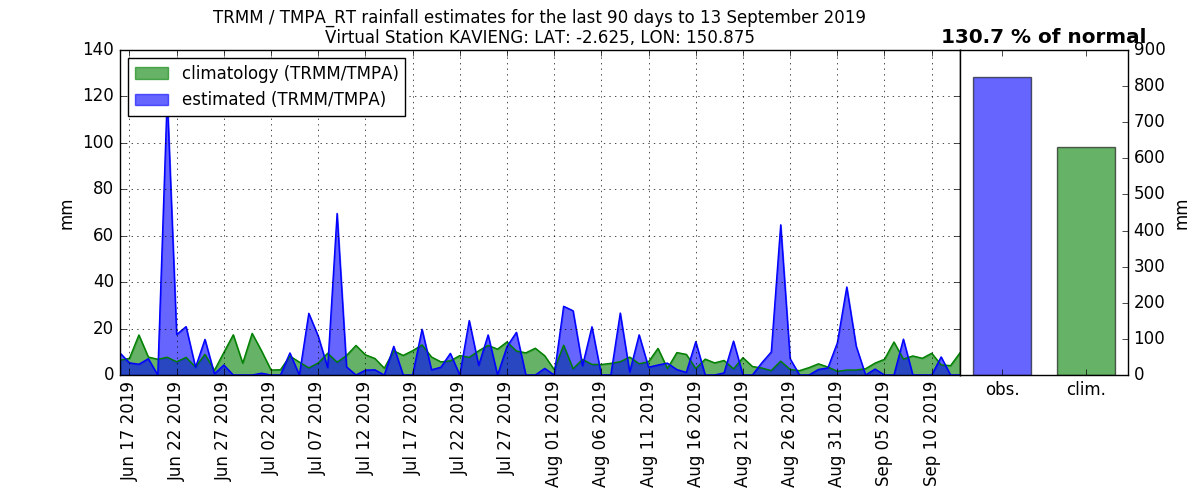 TRMM / TMPA_RT rainfall estimates for the last 90 days to 13 September 2019
Virtual Station KAVIENG: LAT: -2.625, LON: 150.875
130.7 % of normal
climatology (TRMM/TMPA)
estimated (TRMM/TMPA)
mm
140
120
100
80
60
40
20
0
Jun 17 2019
Jun 22 2019
Jun 27 2019
Jul 02 2019
Jul 07 2019
Jul 12 2019
Jul 17 2019
Jul 22 2019
Jul 27 2019
Aug 01 2019
Aug 06 2019
Aug 11 2019
Aug 16 2019
Aug 21 2019
Aug 26 2019
Aug 31 2019
Sep 05 2019
Sep 10 2019
900
800
700
600
500
400
300
200
100
0
mm
obs.
clim.